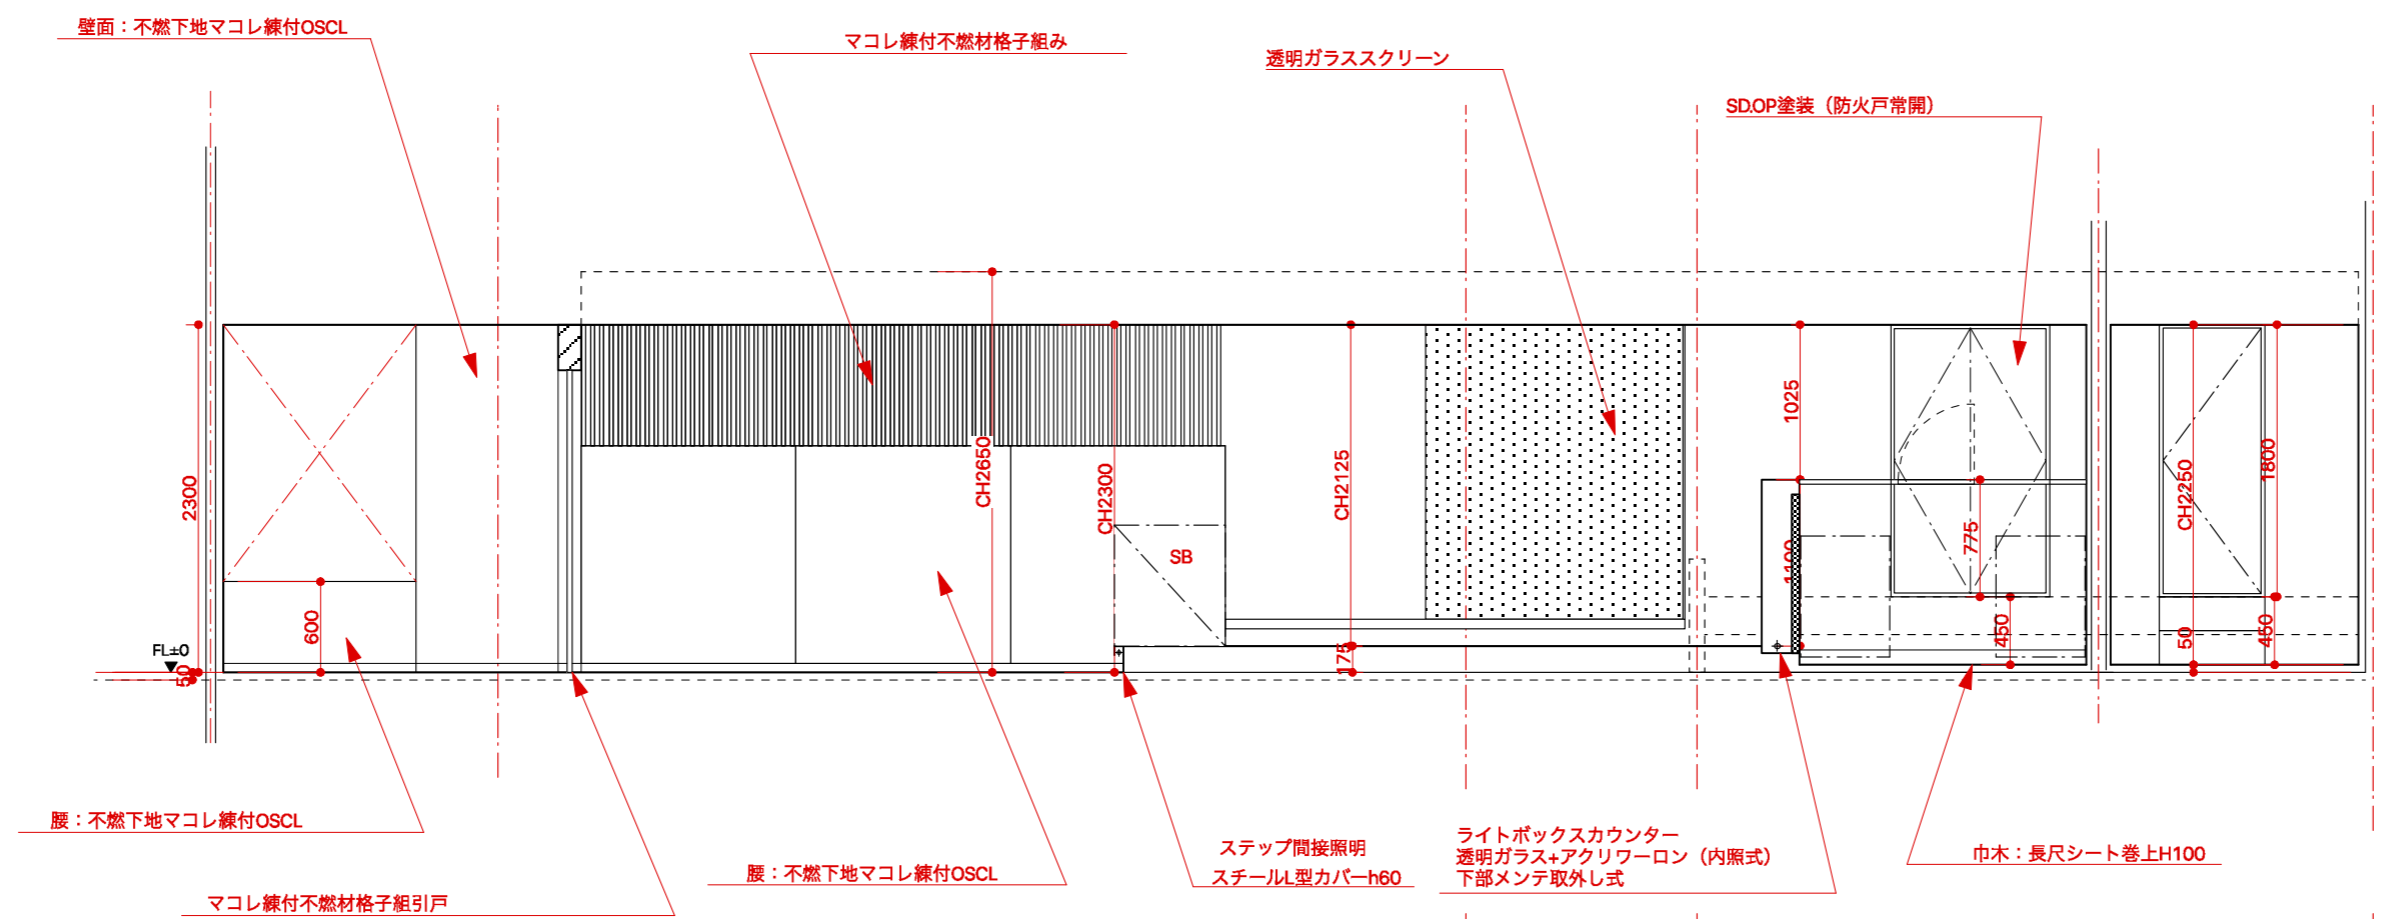 壁面：不燃下地マコレ練付OSCL
マコレ練付不燃材格子組み
透明ガラススクリーン
SD.OP塗装（防火戸常開）
2300
600
FL±0
50
CH2650
CH2300
SB
CH2125
175
1025
1100
775
450
CH2250
1800
50
450
腰：不燃下地マコレ練付OSCL
マコレ練付不燃材格子組引戸
腰：不燃下地マコレ練付OSCL
ステップ間接照明
スチールL型カバーh60
ライトボックスカウンター
透明ガラス+アクリワーロン（内照式）
下部メンテ取外し式
巾木：長尺シート巻上H100